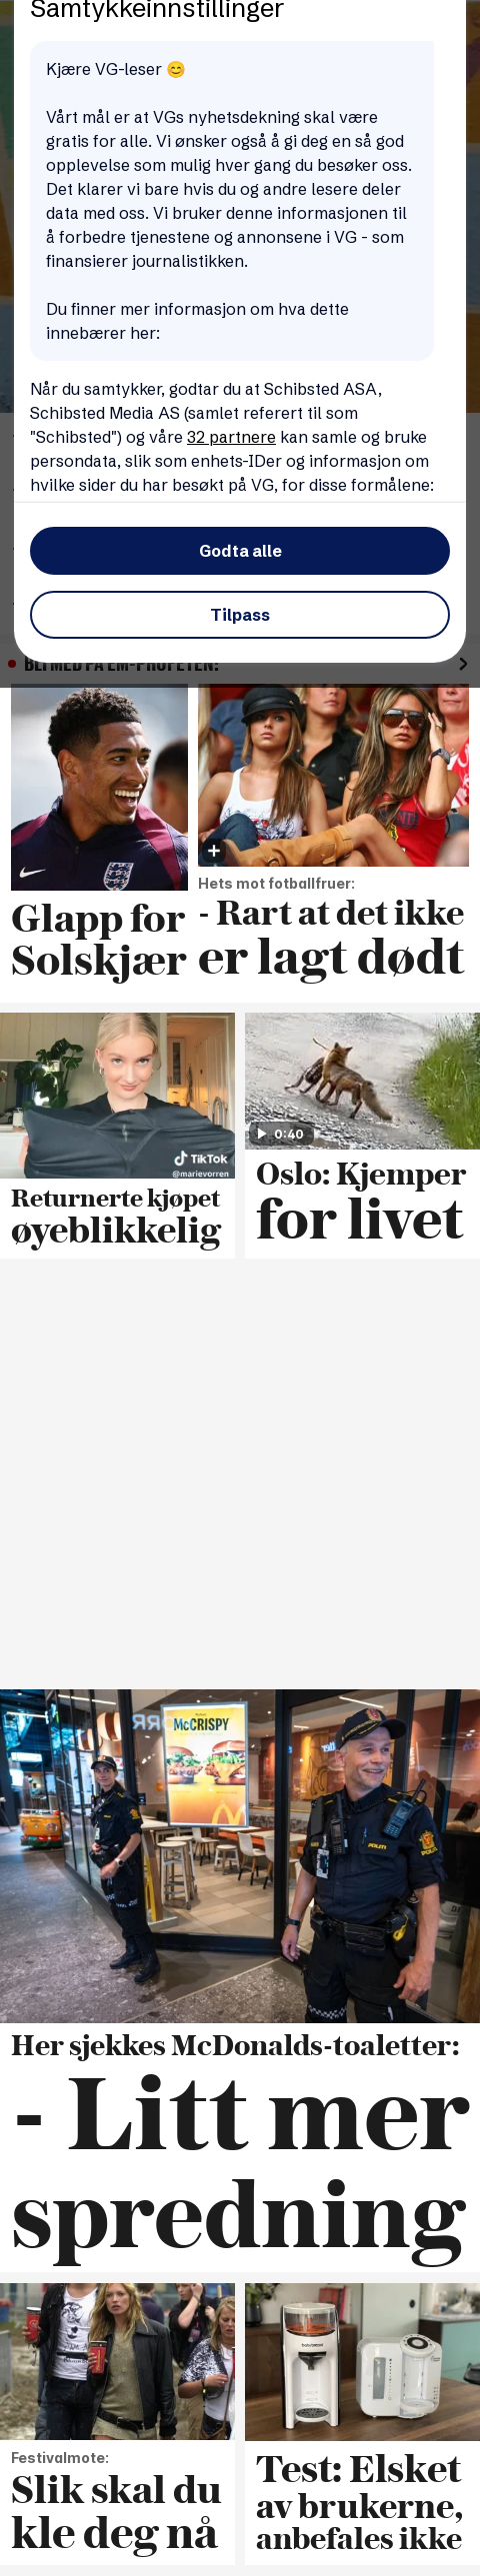 Samtykkeinnstillinger
Kjære VG-leser 😊
Vårt mål er at VGs nyhetsdekning skal være
gratis for alle. Vi ønsker også å gi deg en så god
opplevelse som mulig hver gang du besøker oss.
Det klarer vi bare hvis du og andre lesere deler
data med oss. Vi bruker denne informasjonen til
å forbedre tjenestene og annonsene i VG - som
finansierer journalistikken.
Du finner mer informasjon om hva dette
innebærer her:
Når du samtykker, godtar du at Schibsted ASA,
Schibsted Media AS (samlet referert til som
"Schibsted") og våre 32 partnere kan samle og bruke
persondata, slik som enhets-IDer og informasjon om
hvilke sider du har besøkt på VG, for disse formålene:
Godta alle
Tilpass
BLI MED PÅ EM-PROFETEN:
Glapp for
Solskjær
Hets mot fotballfruer:
- Rart at det ikke
er lagt dødt
TikTok
@marievorren
Returnerte kjøpet
øyeblikkelig
0:40
Oslo: Kjemper
for livet
McCRISPY
POLITI
Her sjekkes McDonalds-toaletter:
- Litt mer
spredning
Festivalmote:
Slik skal du
kle deg nå
Test: Elsket
av brukerne,
anbefales ikke